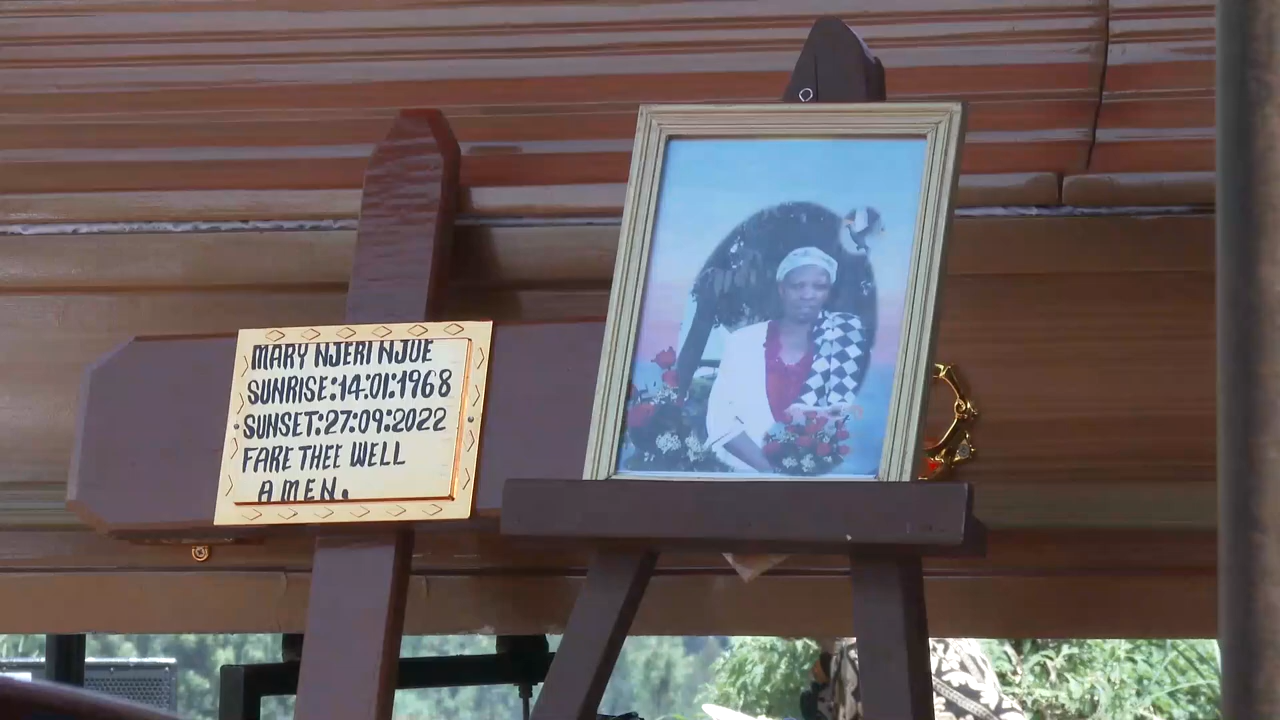 MARY NJERI NJUE
SUNRISE:14:01:1968
SUNSET:27:09:2022
FARE THEE WELL
AMEN.